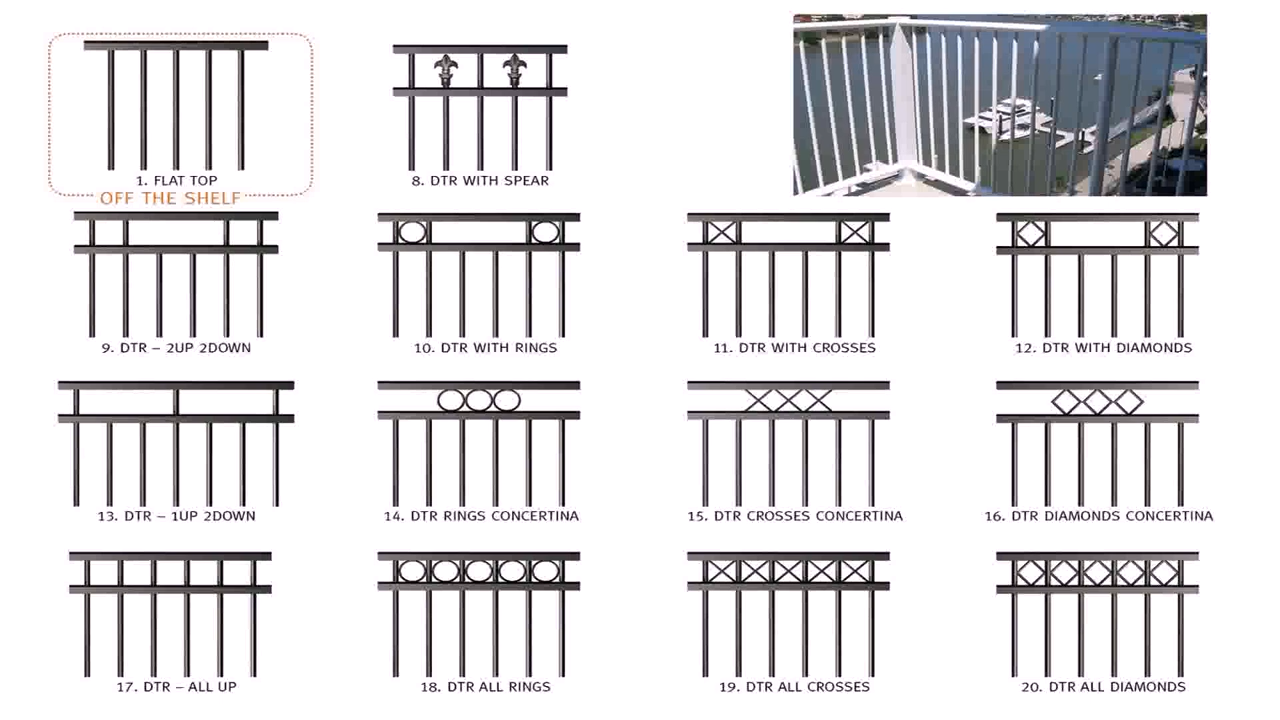 1. FLAT TOP
OFF THE SHELF
8. DTR WITH SPEAR
9. DTR – 2UP 2DOWN
10. DTR WITH RINGS
11. DTR WITH CROSSES
12. DTR WITH DIAMONDS
13. DTR – 1UP 2DOWN
14. DTR RINGS CONCERTINA
15. DTR CROSSES CONCERTINA
16. DTR DIAMONDS CONCERTINA
17. DTR – ALL UP
18. DTR ALL RINGS
19. DTR ALL CROSSES
20. DTR ALL DIAMONDS